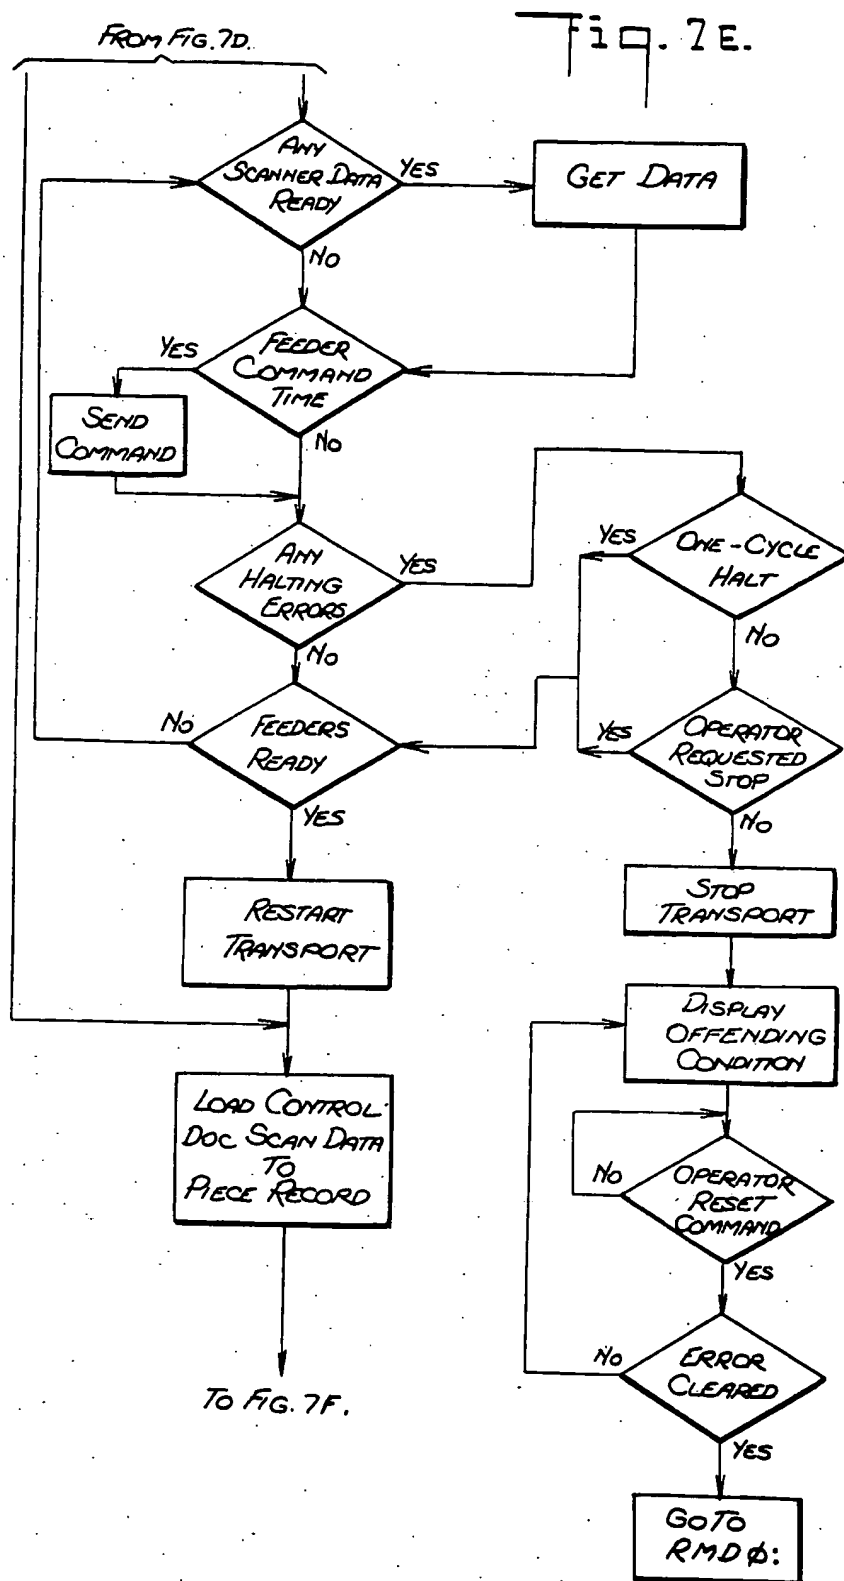 FROM FIG. 7D.
Fig. 7E.
ANY
SCANNER DATA
READY
YES
GET DATA
NO
YES
FEEDER
COMMAND
TIME
SEND
COMMAND
NO
ANY
HALTING
ERRORS
YES
YES
ONE-CYCLE
HALT
NO
NO
NO
FEEDERS
READY
YES
OPERATOR
REQUESTED
STOP
YES
NO
RESTART
TRANSPORT
STOP
TRANSPORT
DISPLAY
OFFENDING
CONDITION
LOAD CONTROL
DOC SCAN DATA
TO
PIECE RECORD
NO
OPERATOR
RESET
COMMAND
YES
NO
ERROR
CLEARED
TO FIG. 7F.
YES
GO TO
RMDφ: